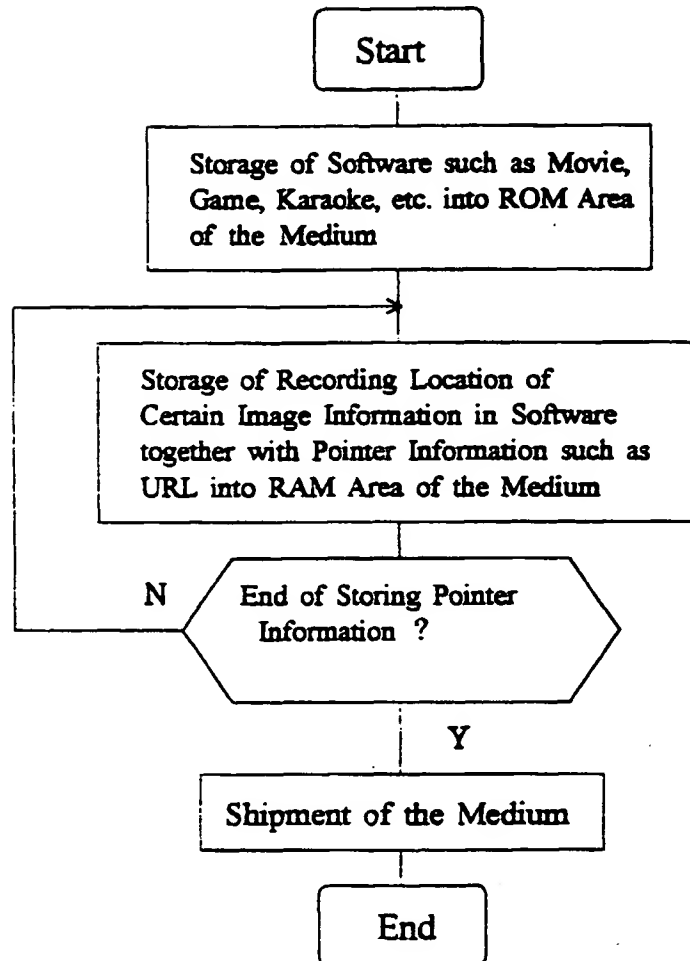 Start
Storage of Software such as Movie,
Game, Karaoke, etc. into ROM Area
of the Medium
Storage of Recording Location of
Certain Image Information in Software
together with Pointer Information such as
URL into RAM Area of the Medium
N
End of Storing Pointer
Information ?
Y
Shipment of the Medium
End